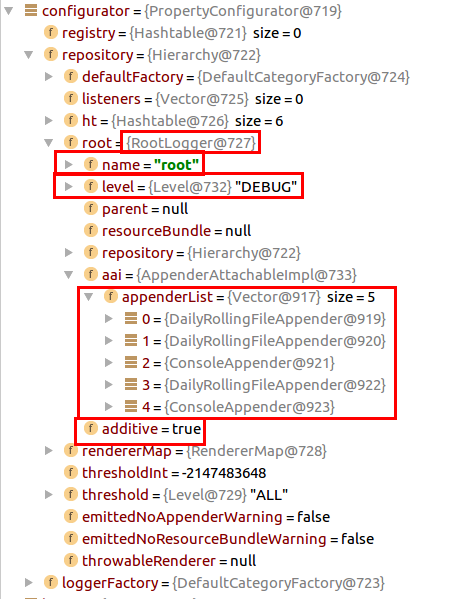 configurator = {PropertyConfigurator@719}
registry = {Hashtable@721} size = 0
repository = {Hierarchy@722}
defaultFactory = {DefaultCategoryFactory@724}
listeners = {Vector@725} size = 0
ht = {Hashtable@726} size = 6
root = {RootLogger@727}
name = "root"
level = {Level@732} "DEBUG"
parent = null
resourceBundle = null
repository = {Hierarchy@722}
aai = {AppenderAttachableImpl@733}
appenderList = {Vector@917} size = 5
0 = {DailyRollingFileAppender@919}
1 = {DailyRollingFileAppender@920}
2 = {ConsoleAppender@921}
3 = {DailyRollingFileAppender@922}
4 = {ConsoleAppender@923}
additive = true
rendererMap = {RendererMap@728}
thresholdInt = -2147483648
threshold = {Level@729} "ALL"
emittedNoAppenderWarning = false
emittedNoResourceBundleWarning = false
throwableRenderer = null
loggerFactory = {DefaultCategoryFactory@723}